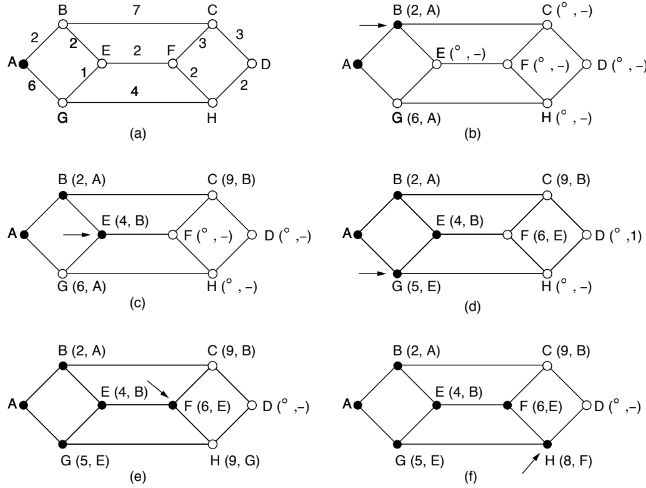 B 7 C
2 2 3 3
A E 2 F D
6 1 2 2
4
G H
(a)
B (2, A) C (°, –)
E (°, –)
A F (°, –) D (°, –)
G (6, A) H (°, –)
(b)
B (2, A) C (9, B)
E (4, B)
A F (°, –) D (°, –)
G (6, A) H (°, –)
(c)
B (2, A) C (9, B)
E (4, B)
A F (6, E) D (°, 1)
G (5, E) H (°, –)
(d)
B (2, A) C (9, B)
E (4, B)
A F (6, E) D (°, –)
G (5, E) H (9, G)
(e)
B (2, A) C (9, B)
E (4, B)
A F (6,E) D (°, –)
G (5, E) H (8, F)
(f)